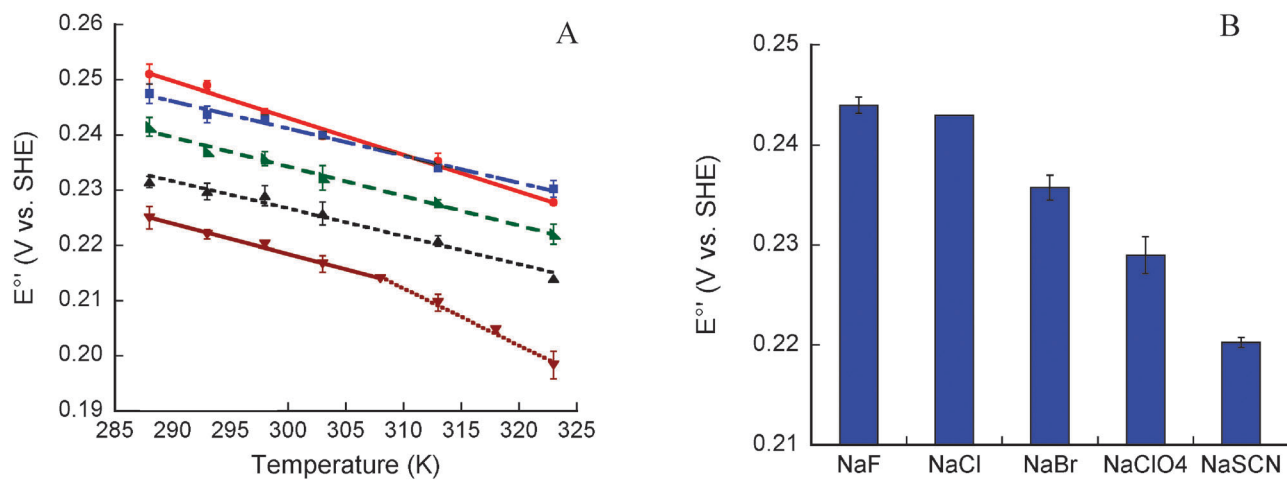 A
E°'' (V vs. SHE)
0.26
0.25
0.24
0.23
0.22
0.21
0.20
0.19
285 290 295 300 305 310 315 320 325
Temperature (K)
B
E°'' (V vs. SHE)
0.25
0.24
0.23
0.22
0.21
NaF NaCl NaBr NaClO4 NaSCN